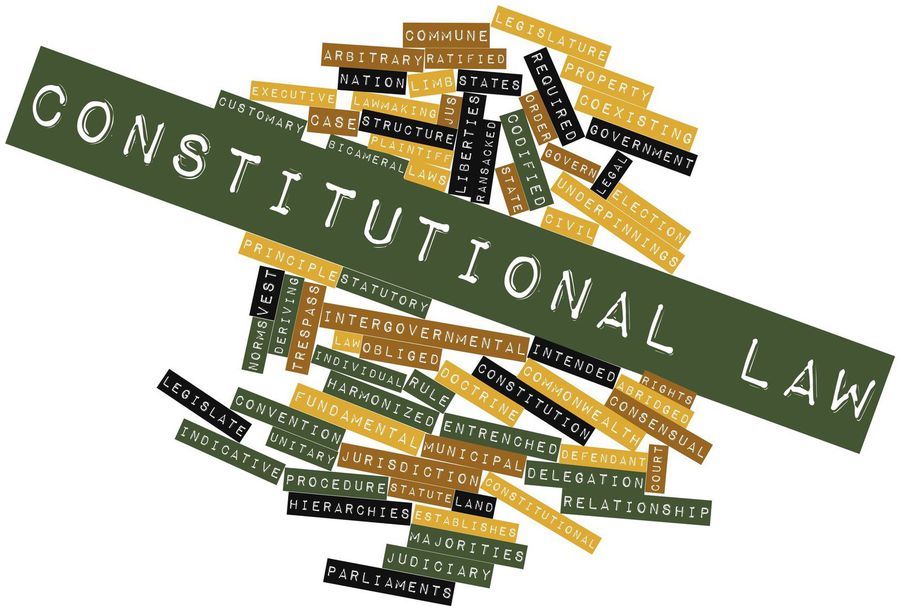 LEGISLATURE
COMMUNE
ARBITRARY
RATIFIED
PROPERTY
NATION
LIMB
STATES
REQUIRED
COEXISTING
EXECUTIVE
LAWMAKING
JUS
LIBERTIES
ORDER
GOVERNMENT
CUSTOMARY
CASE
STRUCTURE
RANSACKED
CODIFIED
BICAMERAL
PLAINTIFF
LAWS
STATE
GOVERN
LEGAL
ELECTION
UNDERPINNINGS
CIVIL
CONSTITUTIONAL LAW
PRINCIPLE
STATUTORY
VEST
NORMS
DERIVING
TRESPASS
INTERGOVERNMENTAL
LAW
OBLIGED
INTENDED
INDIVIDUAL
RULE
HARMONIZED
DOCTRINE
CONSTITUTION
COMMONWEALTH
RIGHTS
ABRIDGED
CONSENSUAL
LEGISLATE
CONVENTION
FUNDAMENTAL
ENTRENCHED
INDICATIVE
UNITARY
MUNICIPAL
DEFENDANT
COURT
JURISDICTION
DELEGATION
PROCEDURE
STATUTE
LAND
CONSTITUTIONAL
RELATIONSHIP
HIERARCHIES
ESTABLISHES
MAJORITIES
JUDICIARY
PARLIAMENTS